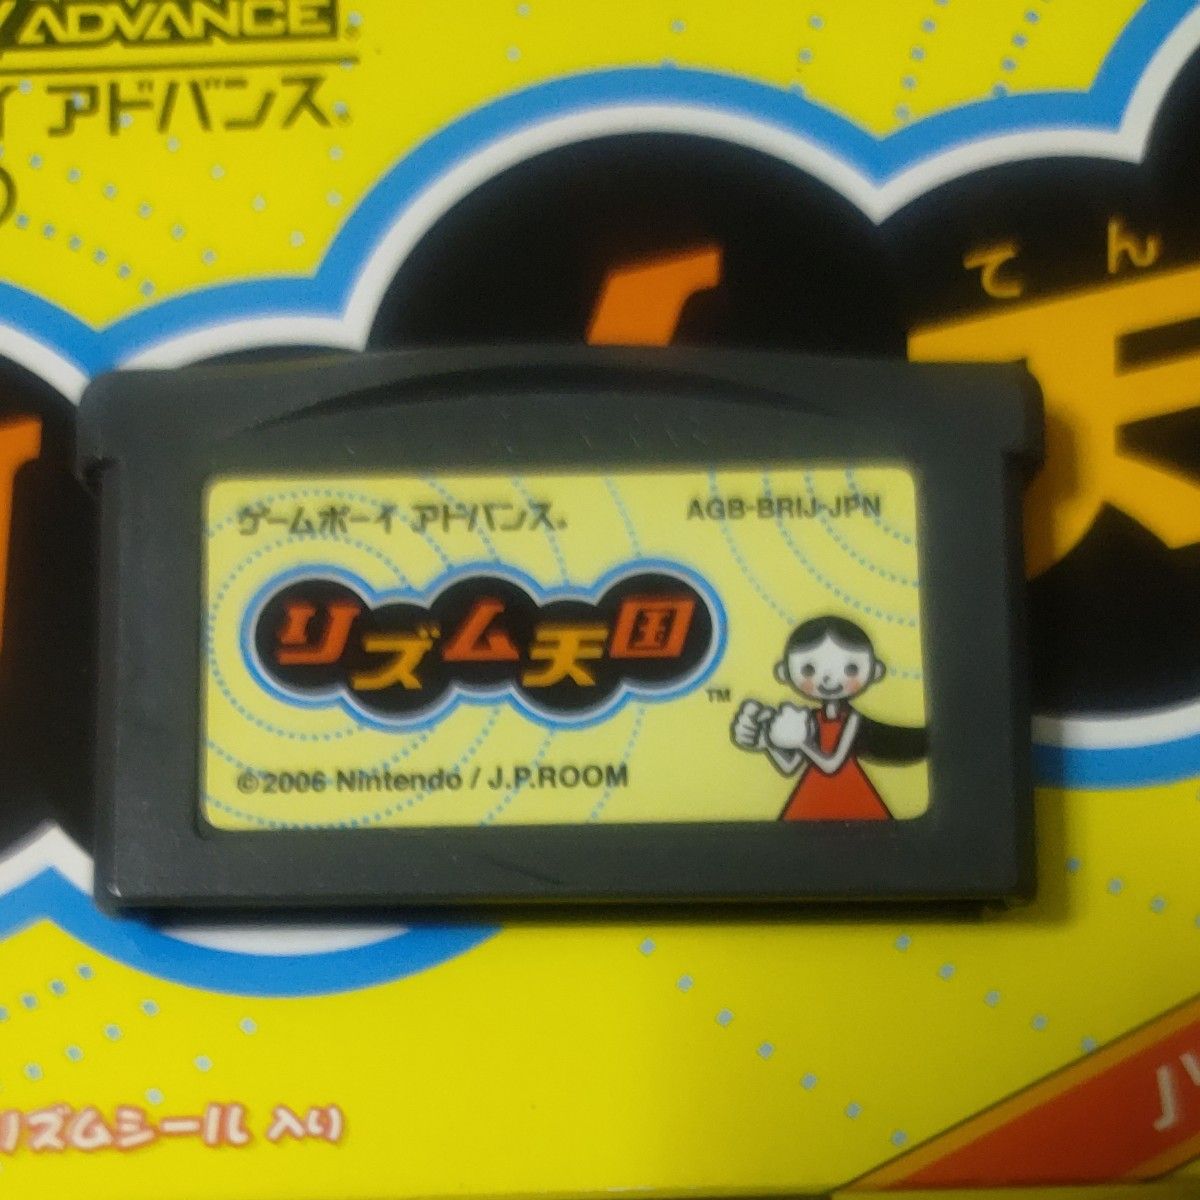 ADVANCE
イ アドバンス
てん
天
ゲームボーイ アドバンス
AGB-BRIJ-JPN
リズム天国
TM
©2006 Nintendo / J.P.ROOM
リズムシール入り